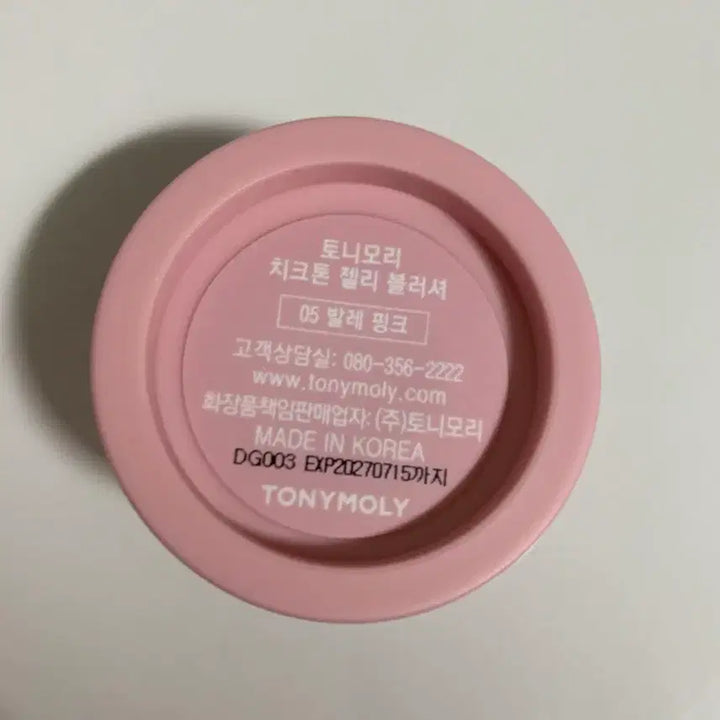 토니모리
치크톤 젤리 블러셔
05 발레 핑크
고객상담실: 080-356-2222
www.tonymoly.com
화장품책임판매업자: (주)토니모리
MADE IN KOREA
DG003 EXP20270715까지
TONYMOLY